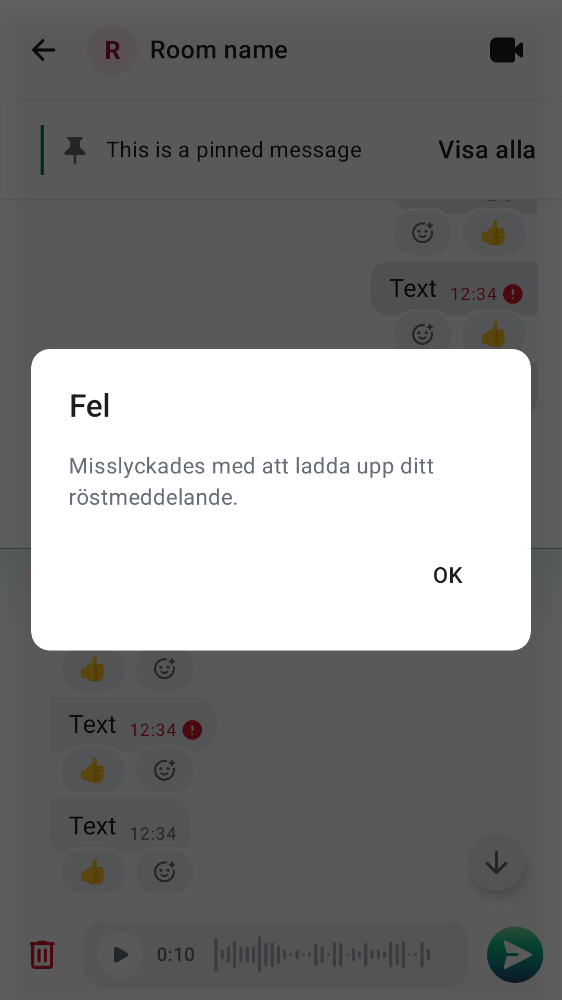 R Room name
This is a pinned message Visa alla
Text 12:34
Fel
Misslyckades med att ladda upp ditt
röstmeddelande.
OK
Text 12:34
Text 12:34
0:10